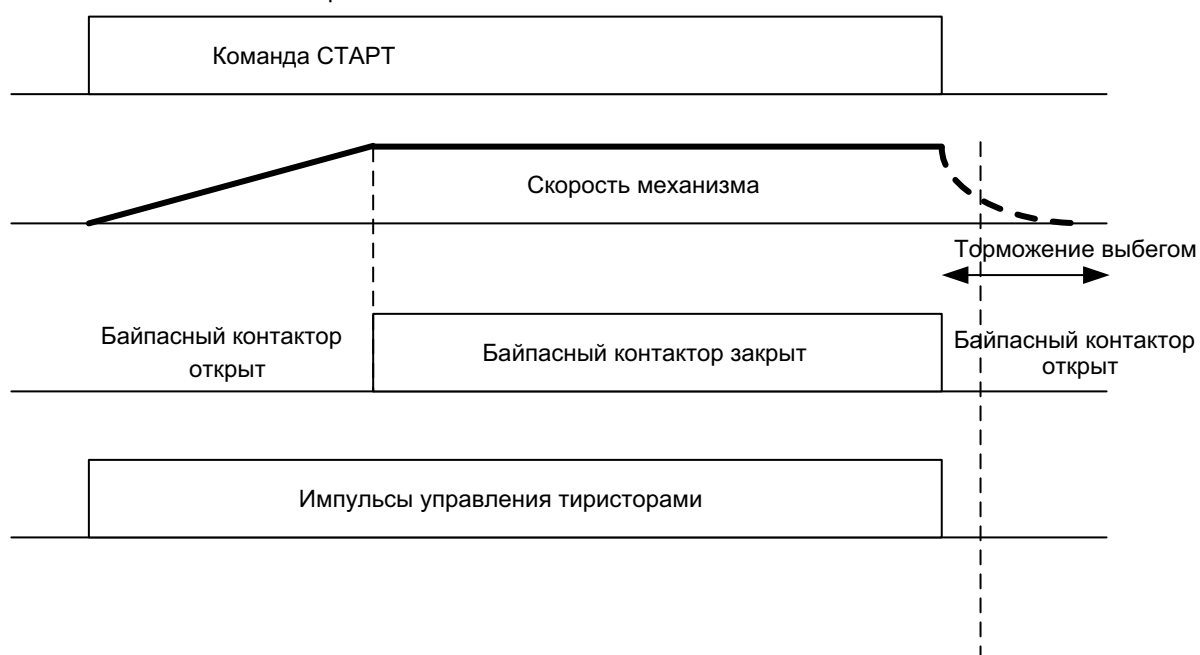 Команда СТАРТ
Скорость механизма
Торможение выбегом
Байпасный контактор
открыт
Байпасный контактор закрыт
Байпасный контактор
открыт
Импульсы управления тиристорами